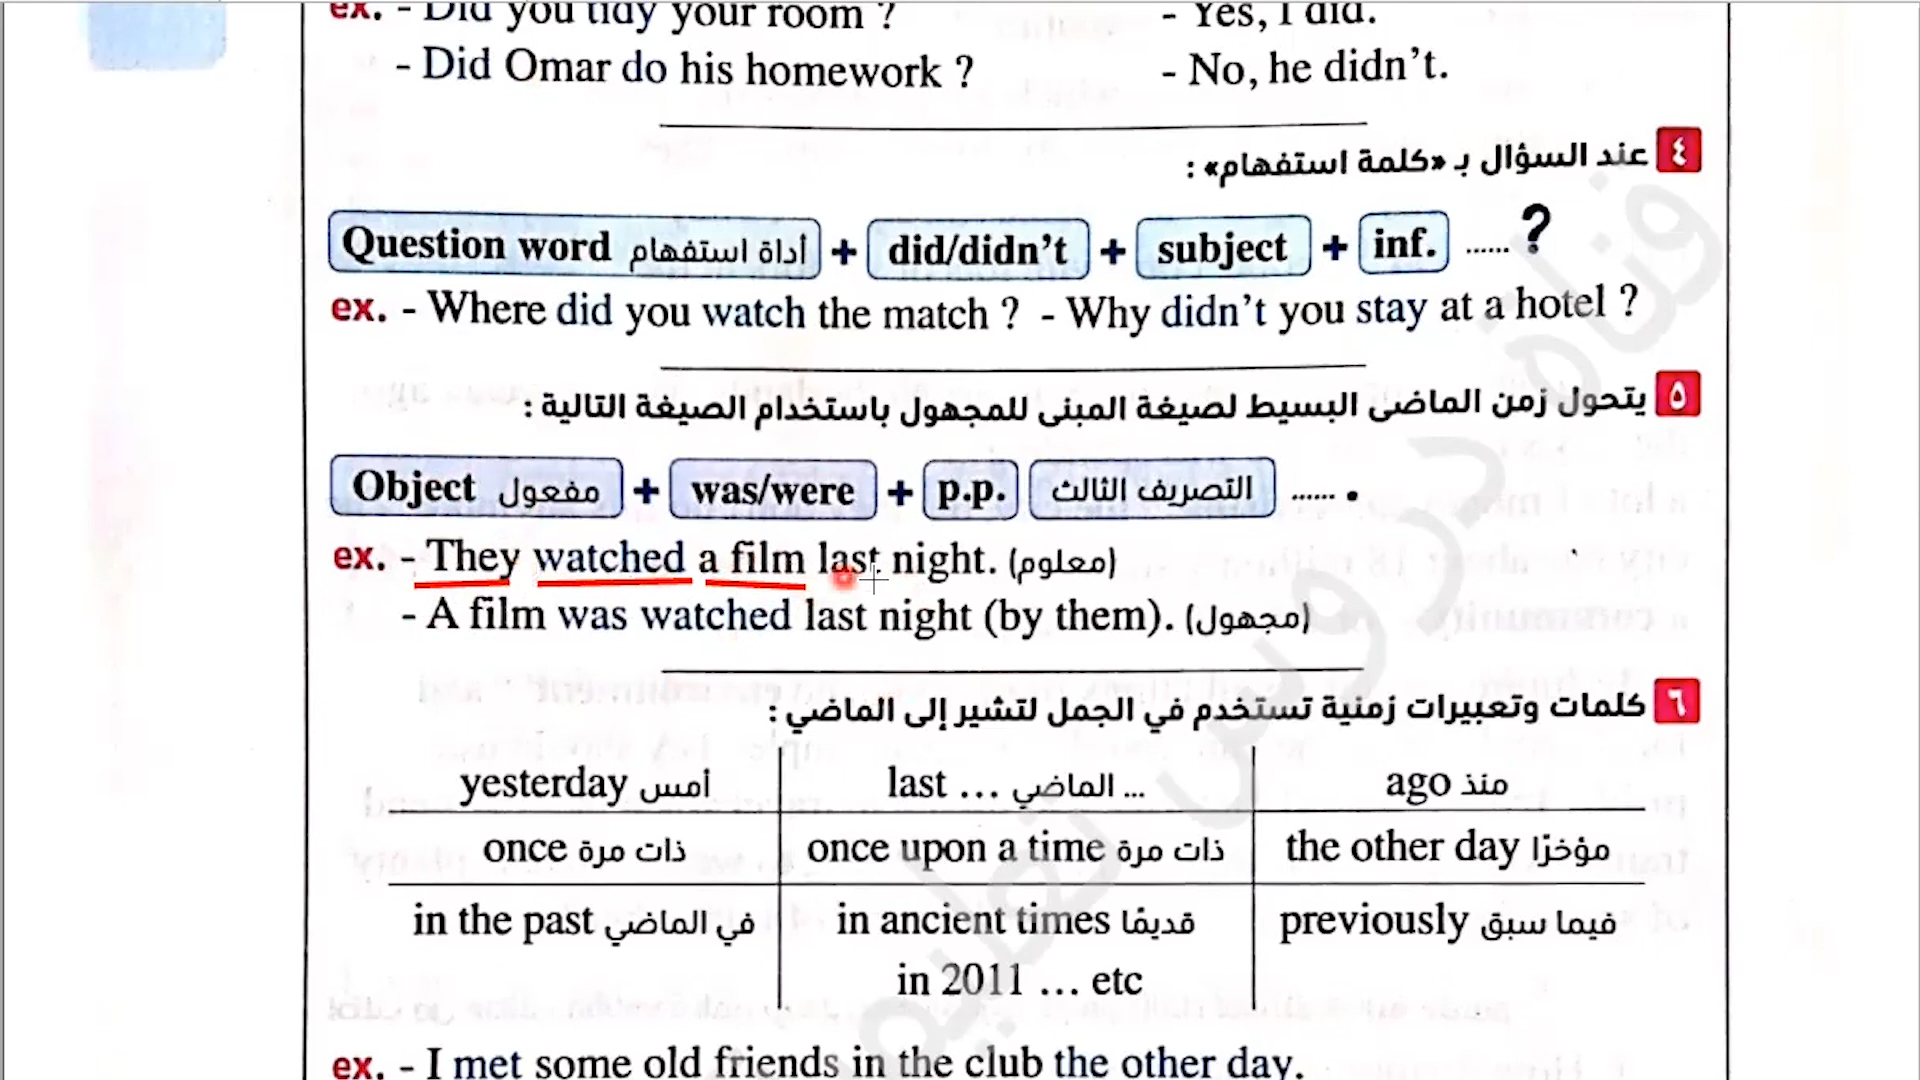 ex. - Did you tidy your room ? - Yes, I did.
- Did Omar do his homework ? - No, he didn't.
٤ عند السؤال بـ «كلمة استفهام» :
Question word أداة استفهام + did/didn't + subject + inf. ...... ?
ex. - Where did you watch the match ? - Why didn't you stay at a hotel ?
٥ يتحول زمن الماضى البسيط لصيغة المبنى للمجهول باستخدام الصيغة التالية :
Object مفعول + was/were + p.p. التصريف الثالث ...... .
ex. - They watched a film last night. (معلوم)
- A film was watched last night (by them). (مجهول)
٦ كلمات وتعبيرات زمنية تستخدم في الجمل لتشير إلى الماضي :
yesterday أمس last … الماضي ... ago منذ
once ذات مرة once upon a time ذات مرة the other day مؤخرًا
in the past في الماضي in ancient times قديمًا previously فيما سبق
in 2011 … etc
ex. - I met some old friends in the club the other day.
قناة دروس تعليم